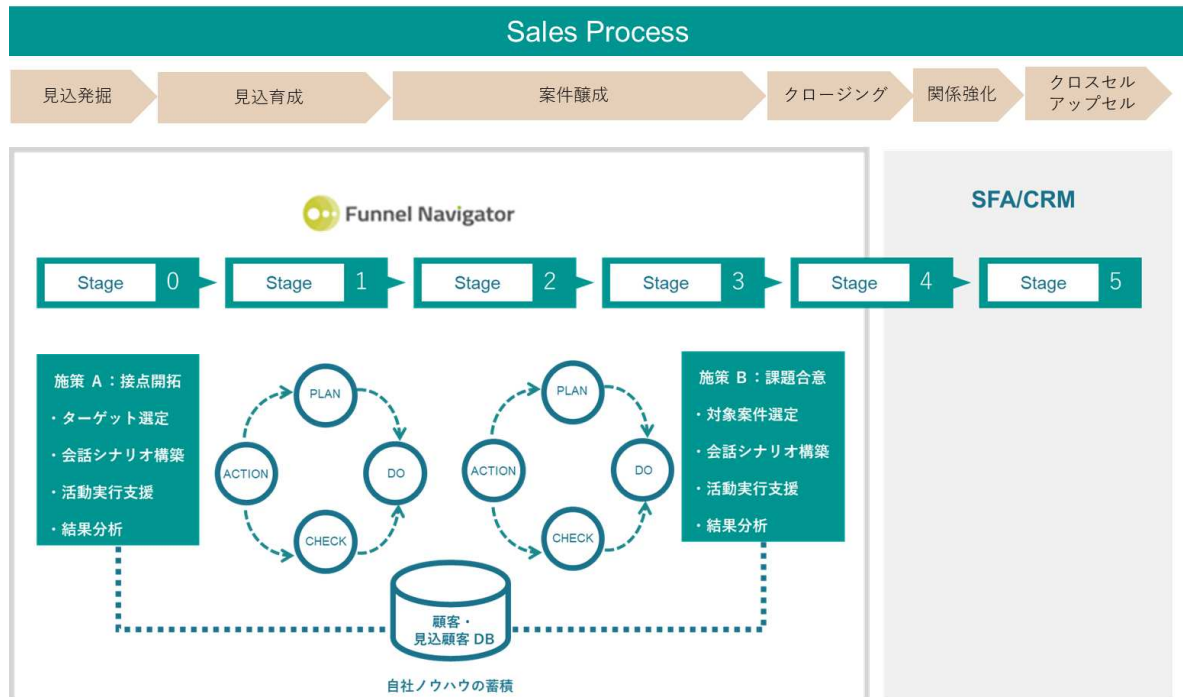 Sales Process
見込発掘
見込育成
案件醸成
クロージング
関係強化
クロスセル
アップセル
Funnel Navigator
SFA/CRM
Stage 0
Stage 1
Stage 2
Stage 3
Stage 4
Stage 5
施策 A：接点開拓
・ターゲット選定
・会話シナリオ構築
・活動実行支援
・結果分析
PLAN
ACTION
DO
CHECK
PLAN
ACTION
DO
CHECK
施策 B：課題合意
・対象案件選定
・会話シナリオ構築
・活動実行支援
・結果分析
顧客・
見込顧客 DB
自社ノウハウの蓄積